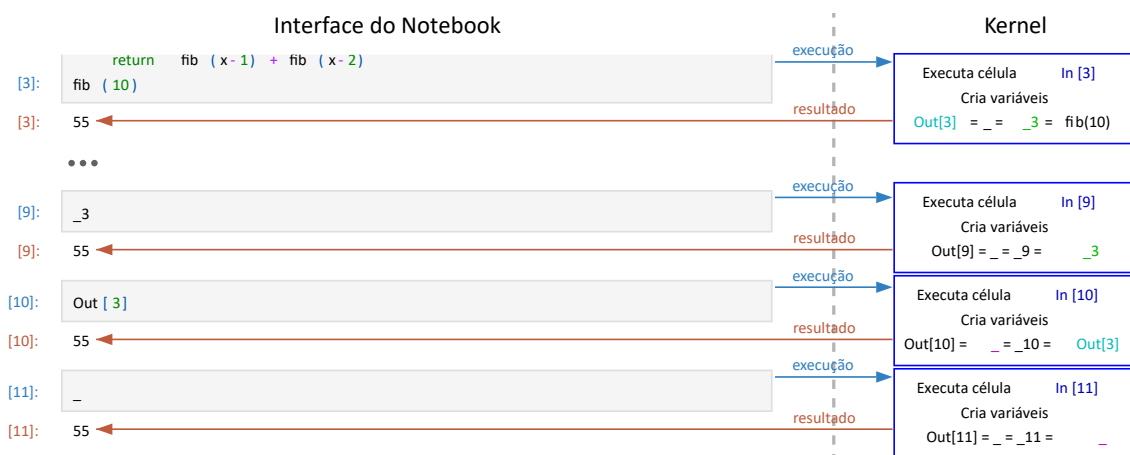 Interface do Notebook
Kernel
return fib (x-1) + fib (x-2)
execução
[3]: fib (10)
Executa célula In [3]
Cria variáveis
Out[3] = _ = _3 = fib(10)
[3]: 55
resultado
•••
execução
[9]: _3
Executa célula In [9]
Cria variáveis
Out[9] = _ = _9 = _3
[9]: 55
resultado
execução
[10]: Out[3]
Executa célula In [10]
Cria variáveis
Out[10] = _ = _10 = Out[3]
[10]: 55
resultado
execução
[11]: _
Executa célula In [11]
Cria variáveis
Out[11] = _ = _11 = _
[11]: 55
resultado